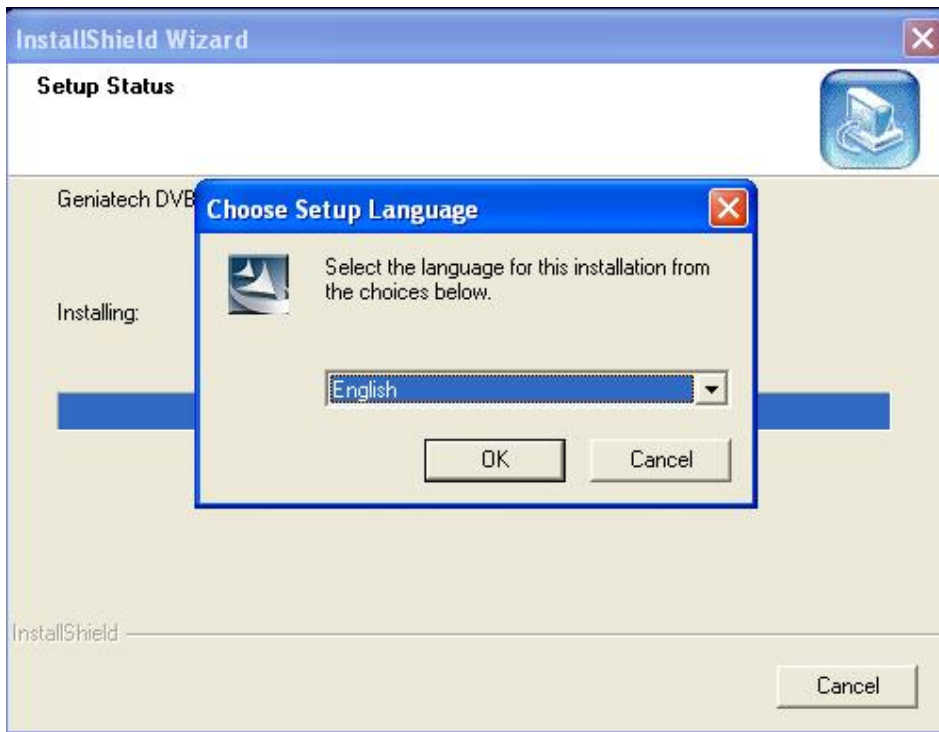 InstallShield Wizard
Setup Status
Geniatech DVB
Choose Setup Language
Select the language for this installation from
the choices below.
Installing:
English
OK Cancel
InstallShield
Cancel